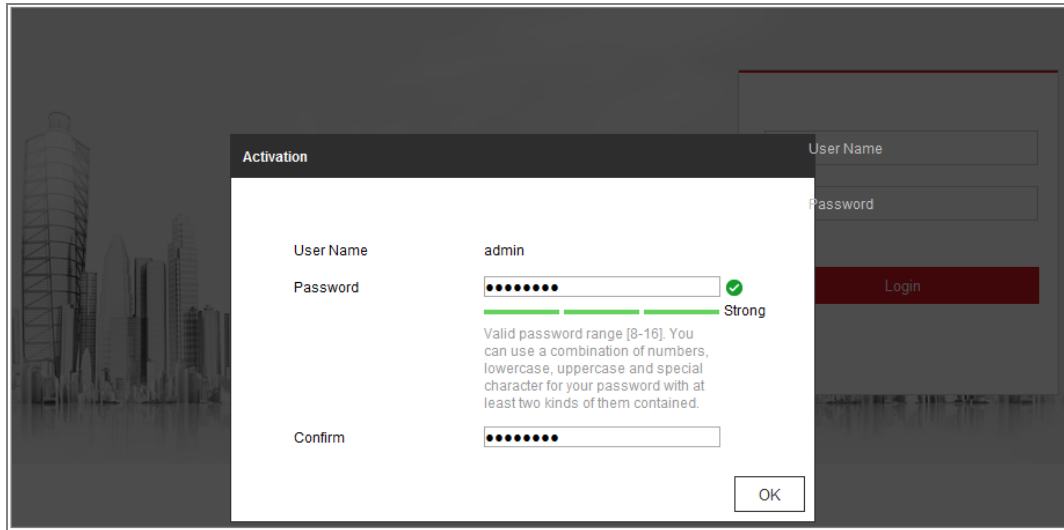 Activation
User Name
Password
Login
User Name admin
Password ●●●●●●●●
Strong
Valid password range [8-16]. You
can use a combination of numbers,
lowercase, uppercase and special
character for your password with at
least two kinds of them contained.
Confirm ●●●●●●●●
OK